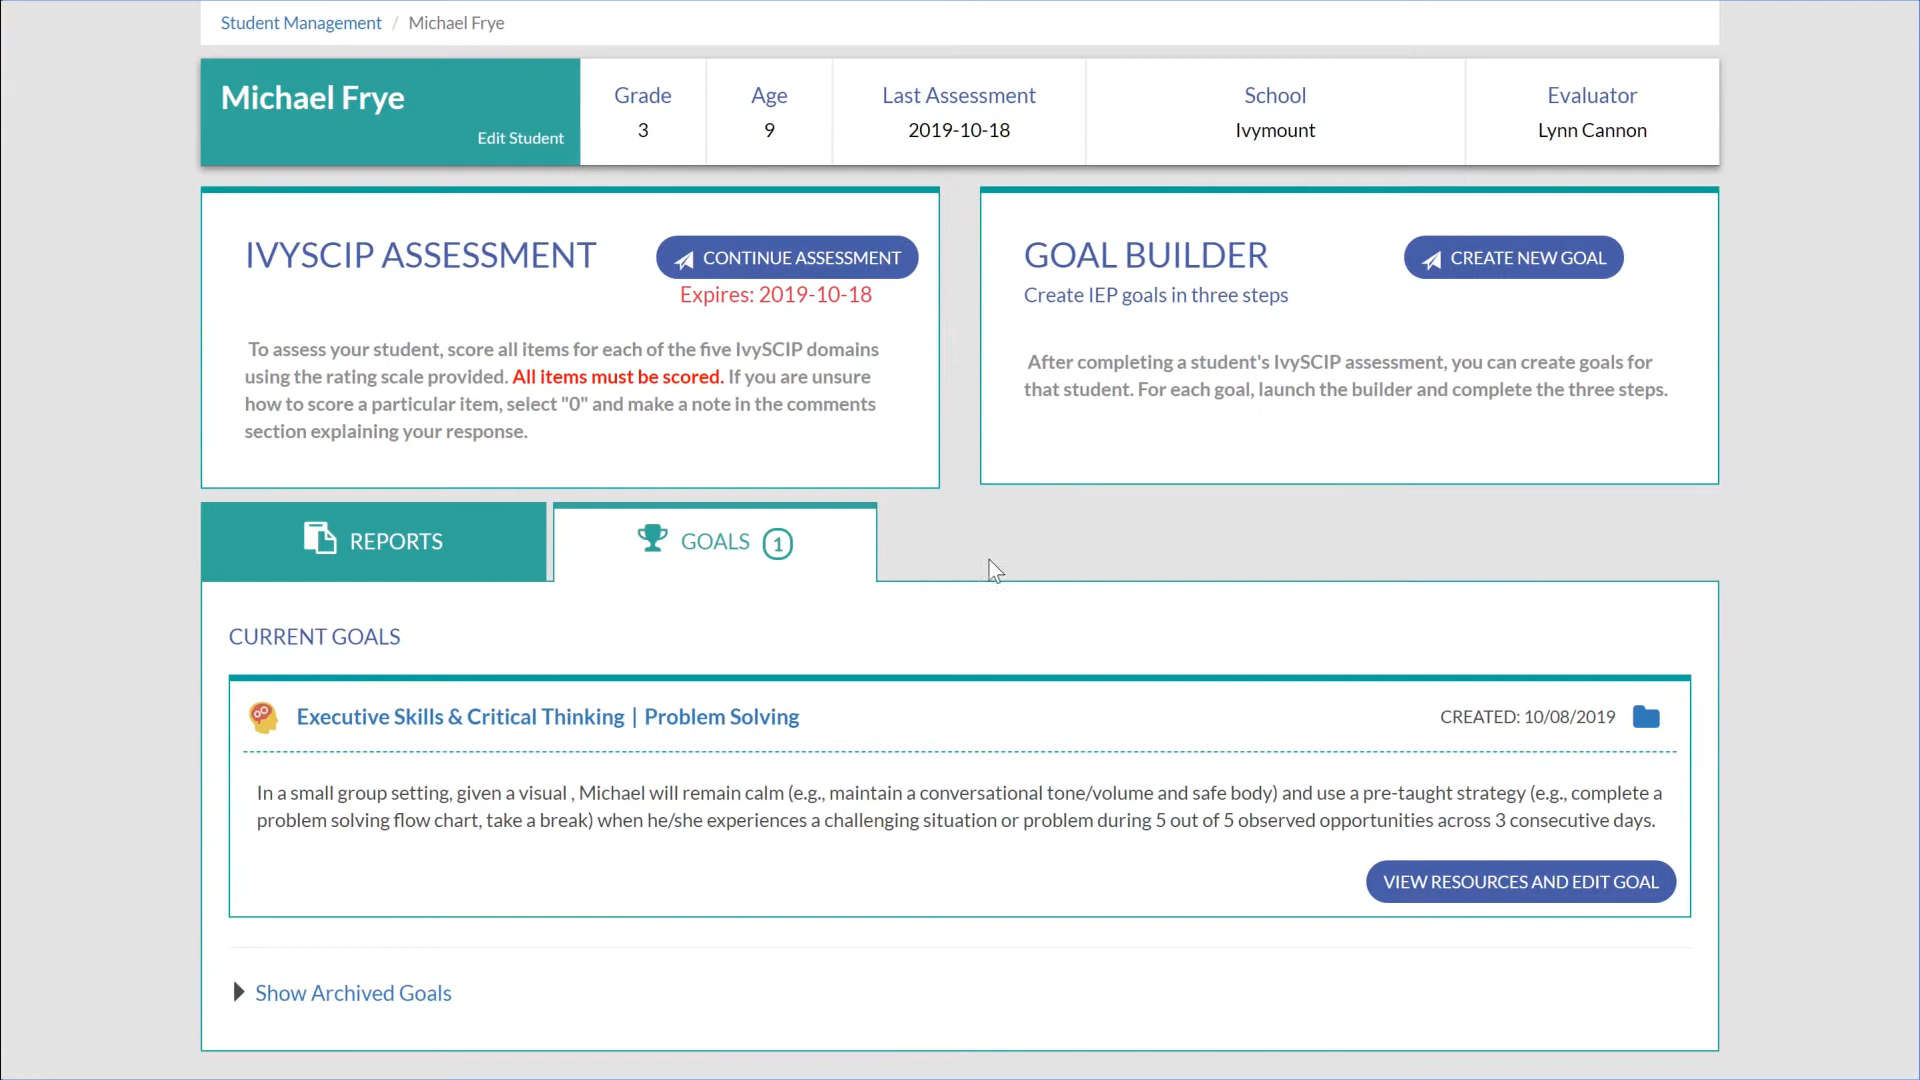 Student Management / Michael Frye
Michael Frye
Edit Student
Grade
3
Age
9
Last Assessment
2019-10-18
School
Ivymount
Evaluator
Lynn Cannon
IVYSCIP ASSESSMENT
CONTINUE ASSESSMENT
Expires: 2019-10-18
To assess your student, score all items for each of the five IvySCIP domains
using the rating scale provided. All items must be scored. If you are unsure
how to score a particular item, select "0" and make a note in the comments
section explaining your response.
GOAL BUILDER
CREATE NEW GOAL
Create IEP goals in three steps
After completing a student's IvySCIP assessment, you can create goals for
that student. For each goal, launch the builder and complete the three steps.
REPORTS
GOALS 1
CURRENT GOALS
Executive Skills & Critical Thinking | Problem Solving
CREATED: 10/08/2019
In a small group setting, given a visual , Michael will remain calm (e.g., maintain a conversational tone/volume and safe body) and use a pre-taught strategy (e.g., complete a
problem solving flow chart, take a break) when he/she experiences a challenging situation or problem during 5 out of 5 observed opportunities across 3 consecutive days.
VIEW RESOURCES AND EDIT GOAL
Show Archived Goals